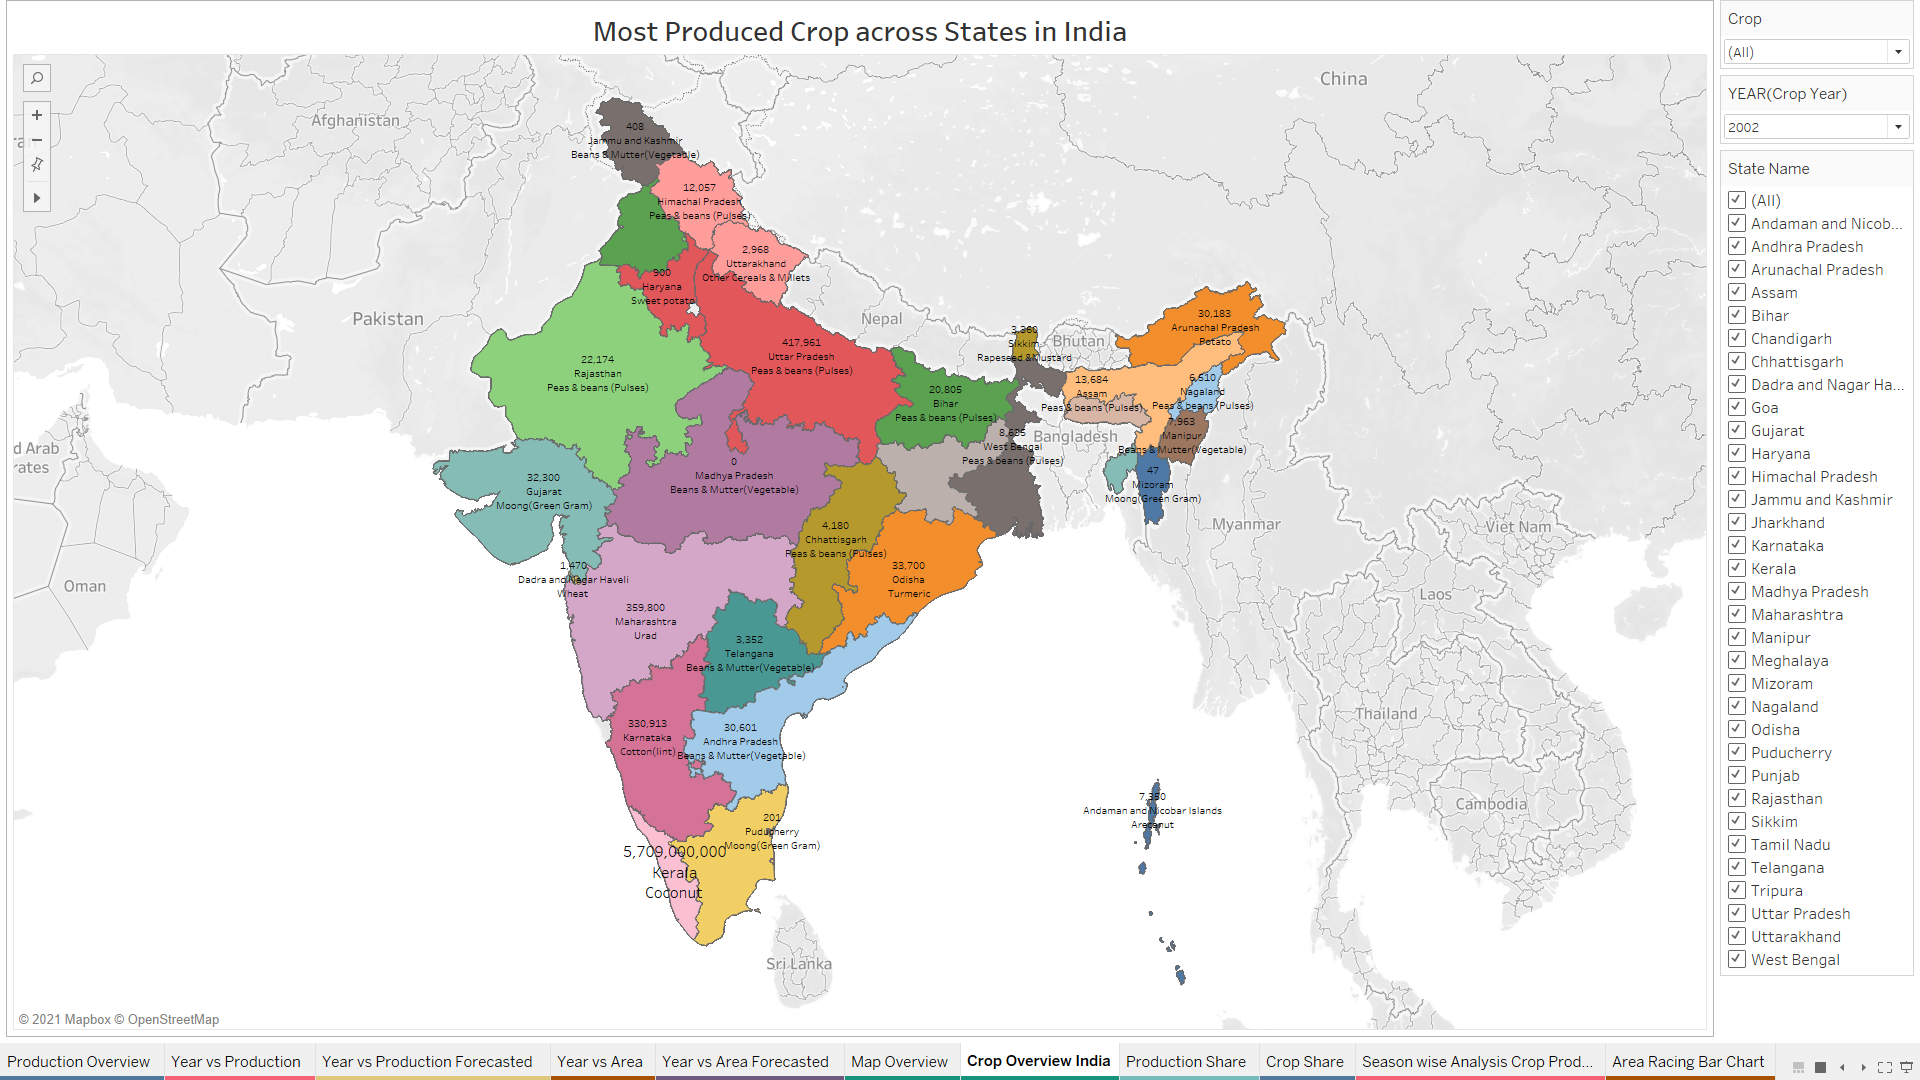 Most Produced Crop across States in India
China
Afghanistan
408
Jammu and Kashmir
Beans & Mutter(Vegetable)
12,057
Himachal Pradesh
Peas & beans (Pulses)
2,968
Uttarakhand
Other Cereals & Millets
900
Haryana
Sweet potato
Pakistan
Nepal
Bhutan
3,360
Sikkim
Rapeseed &Mustard
30,183
Arunachal Pradesh
Potato
417,961
Uttar Pradesh
Peas & beans (Pulses)
22,174
Rajasthan
Peas & beans (Pulses)
20,805
Bihar
Peas & beans (Pulses)
13,684
Assam
Peas & beans (Pulses)
6,510
Nagaland
Peas & beans (Pulses)
7,963
Manipur
Beans & Mutter(Vegetable)
8,695
West Bengal
Peas & beans (Pulses)
Bangladesh
47
Mizoram
Moong(Green Gram)
0
Madhya Pradesh
Beans & Mutter(Vegetable)
32,300
Gujarat
Moong(Green Gram)
d Arab
rates
Oman
Myanmar
Viet Nam
Laos
Thailand
Cambodia
4,180
Chhattisgarh
Peas & beans (Pulses)
33,700
Odisha
Turmeric
1,470
Dadra and Nagar Haveli
Wheat
359,800
Maharashtra
Urad
3,352
Telangana
Beans & Mutter(Vegetable)
330,913
Karnataka
Cotton(lint)
30,601
Andhra Pradesh
Beans & Mutter(Vegetable)
201
Puducherry
Moong(Green Gram)
5,709,000,000
Kerala
Coconut
7,350
Andaman and Nicobar Islands
Arecanut
Sri Lanka
© 2021 Mapbox © OpenStreetMap
Crop
(All)
YEAR(Crop Year)
2002
State Name
(All)
Andaman and Nicob...
Andhra Pradesh
Arunachal Pradesh
Assam
Bihar
Chandigarh
Chhattisgarh
Dadra and Nagar Ha...
Goa
Gujarat
Haryana
Himachal Pradesh
Jammu and Kashmir
Jharkhand
Karnataka
Kerala
Madhya Pradesh
Maharashtra
Manipur
Meghalaya
Mizoram
Nagaland
Odisha
Puducherry
Punjab
Rajasthan
Sikkim
Tamil Nadu
Telangana
Tripura
Uttar Pradesh
Uttarakhand
West Bengal
Production Overview
Year vs Production
Year vs Production Forecasted
Year vs Area
Year vs Area Forecasted
Map Overview
Crop Overview India
Production Share
Crop Share
Season wise Analysis Crop Prod...
Area Racing Bar Chart